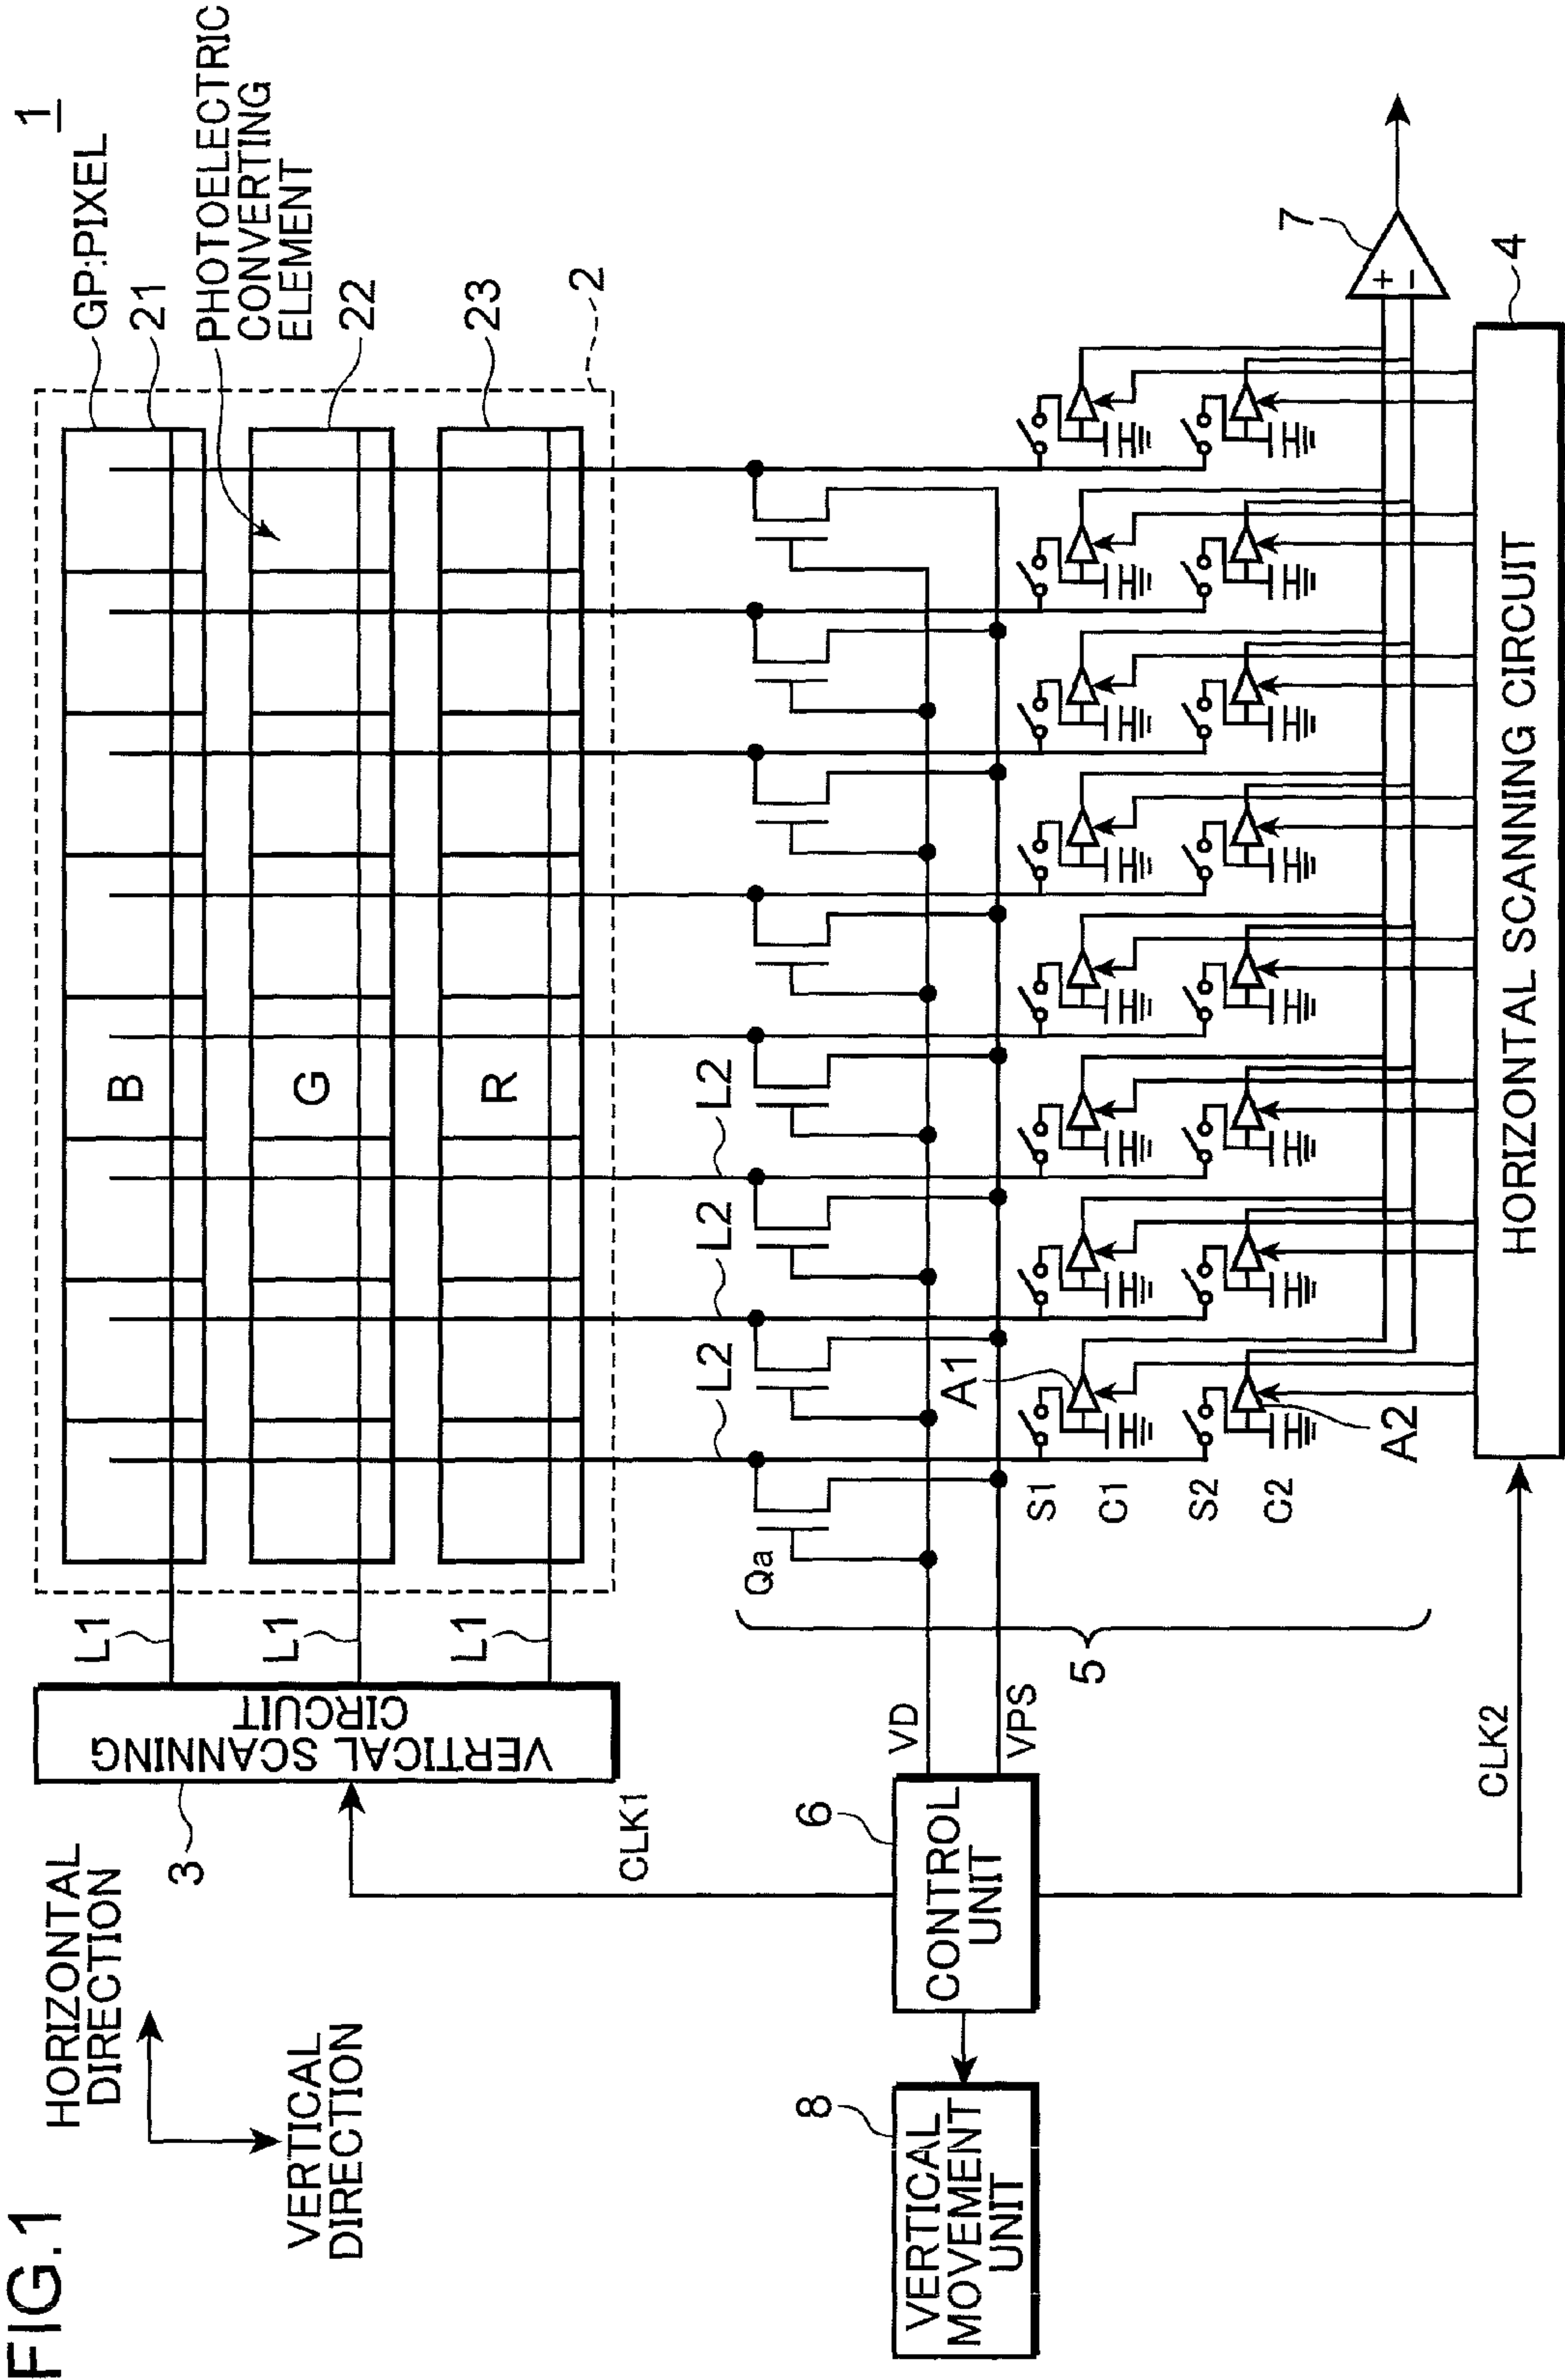 FIG.1
HORIZONTAL
DIRECTION
VERTICAL
DIRECTION
1
GP:PIXEL
21
PHOTOELECTRIC
CONVERTING
ELEMENT
22
23
2
3
VERTICAL SCANNING
CIRCUIT
L1
L1
L1
B
G
R
L2
L2
L2
CLK1
Qa
VD
VPS
6
CONTROL
UNIT
8
VERTICAL
MOVEMENT
UNIT
5
A1
S1
C1
S2
C2
A2
7
+
−
4
HORIZONTAL SCANNING CIRCUIT
CLK2